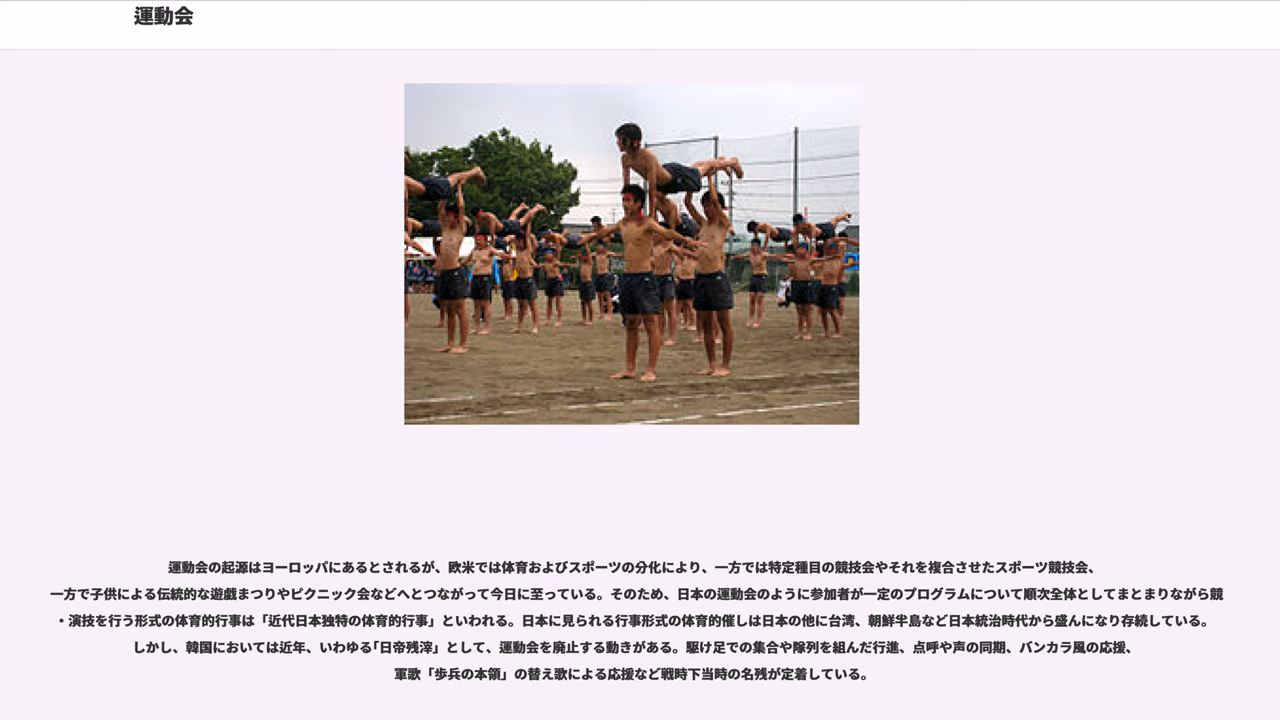 運動会
運動会の起源はヨーロッパにあるとされるが、欧米では体育およびスポーツの分化により、一方では特定種目の競技会やそれを複合させたスポーツ競技会、
一方で子供による伝統的な遊戯まつりやピクニック会などへとつながって今日に至っている。そのため、日本の運動会のように参加者が一定のプログラムについて順次全体としてまとまりながら競
・演技を行う形式の体育的行事は「近代日本独特の体育的行事」といわれる。日本に見られる行事形式の体育的催しは日本の他に台湾、朝鮮半島など日本統治時代から盛んになり存続している。
しかし、韓国においては近年、いわゆる「日帝残滓」として、運動会を廃止する動きがある。駆け足での集合や隊列を組んだ行進、点呼や声の同期、バンカラ風の応援、
軍歌「歩兵の本領」の替え歌による応援など戦時下当時の名残が定着している。